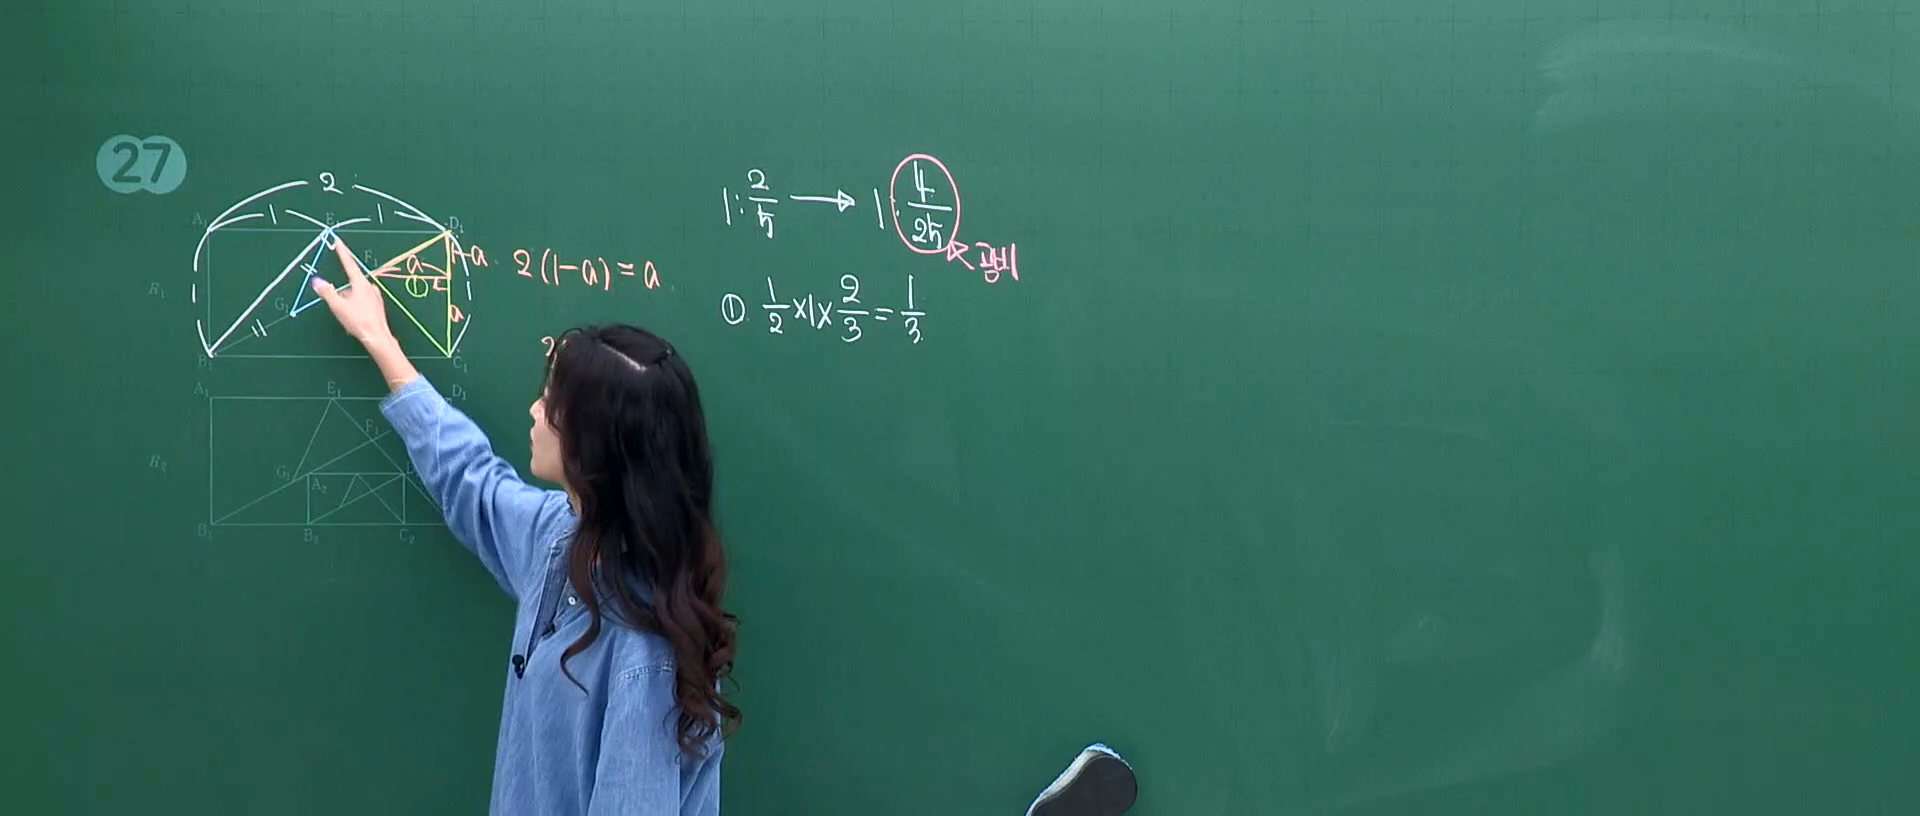 27
2
1 1
A₁ E₁ D₁
F₁ a 1-a
①
R₁ 1 G₁ a
B₁ C₁
2(1-a)=a
1:2/5 → 1:4/25
공비
① 1/2×1×2/3=1/3
A₁ E₁ D₁
F₁
R₂ G₁ A₂ D
B₁ B₂ C₂